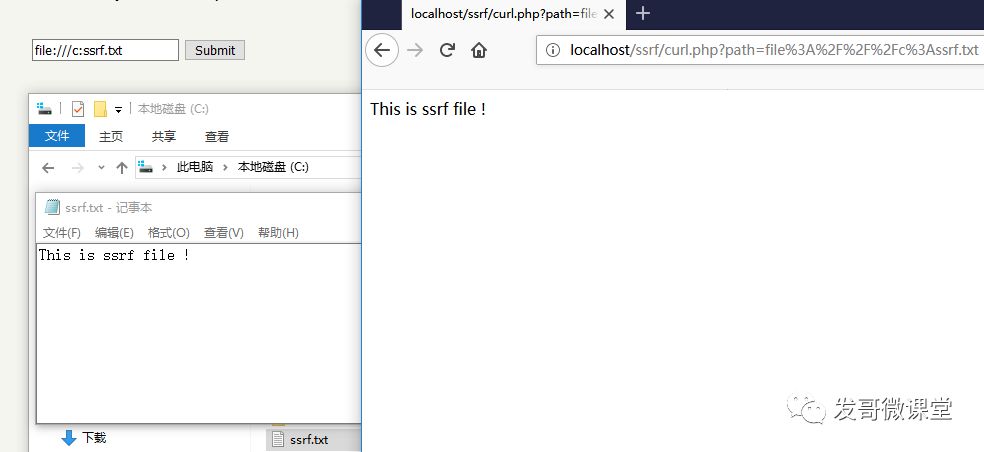 file:///c:ssrf.txt
Submit
本地磁盘 (C:)
文件
主页
共享
查看
此电脑
本地磁盘 (C:)
ssrf.txt - 记事本
文件(F) 编辑(E) 格式(O) 查看(V) 帮助(H)
This is ssrf file !
下载
ssrf.txt
localhost/ssrf/curl.php?path=file
localhost/ssrf/curl.php?path=file%3A%2F%2F%2Fc%3Assrf.txt
This is ssrf file !
发哥微课堂